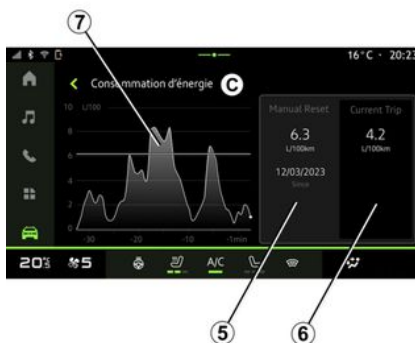 7
16°C · 20:23
Consommation d'énergie C
10 L/100
8
6
4
2
0
-30 -20 -10 -1min
Manual Reset
6.3
L/100km
12/03/2023
Since
Current Trip
4.2
L/100km
20 5 A/C
5 6